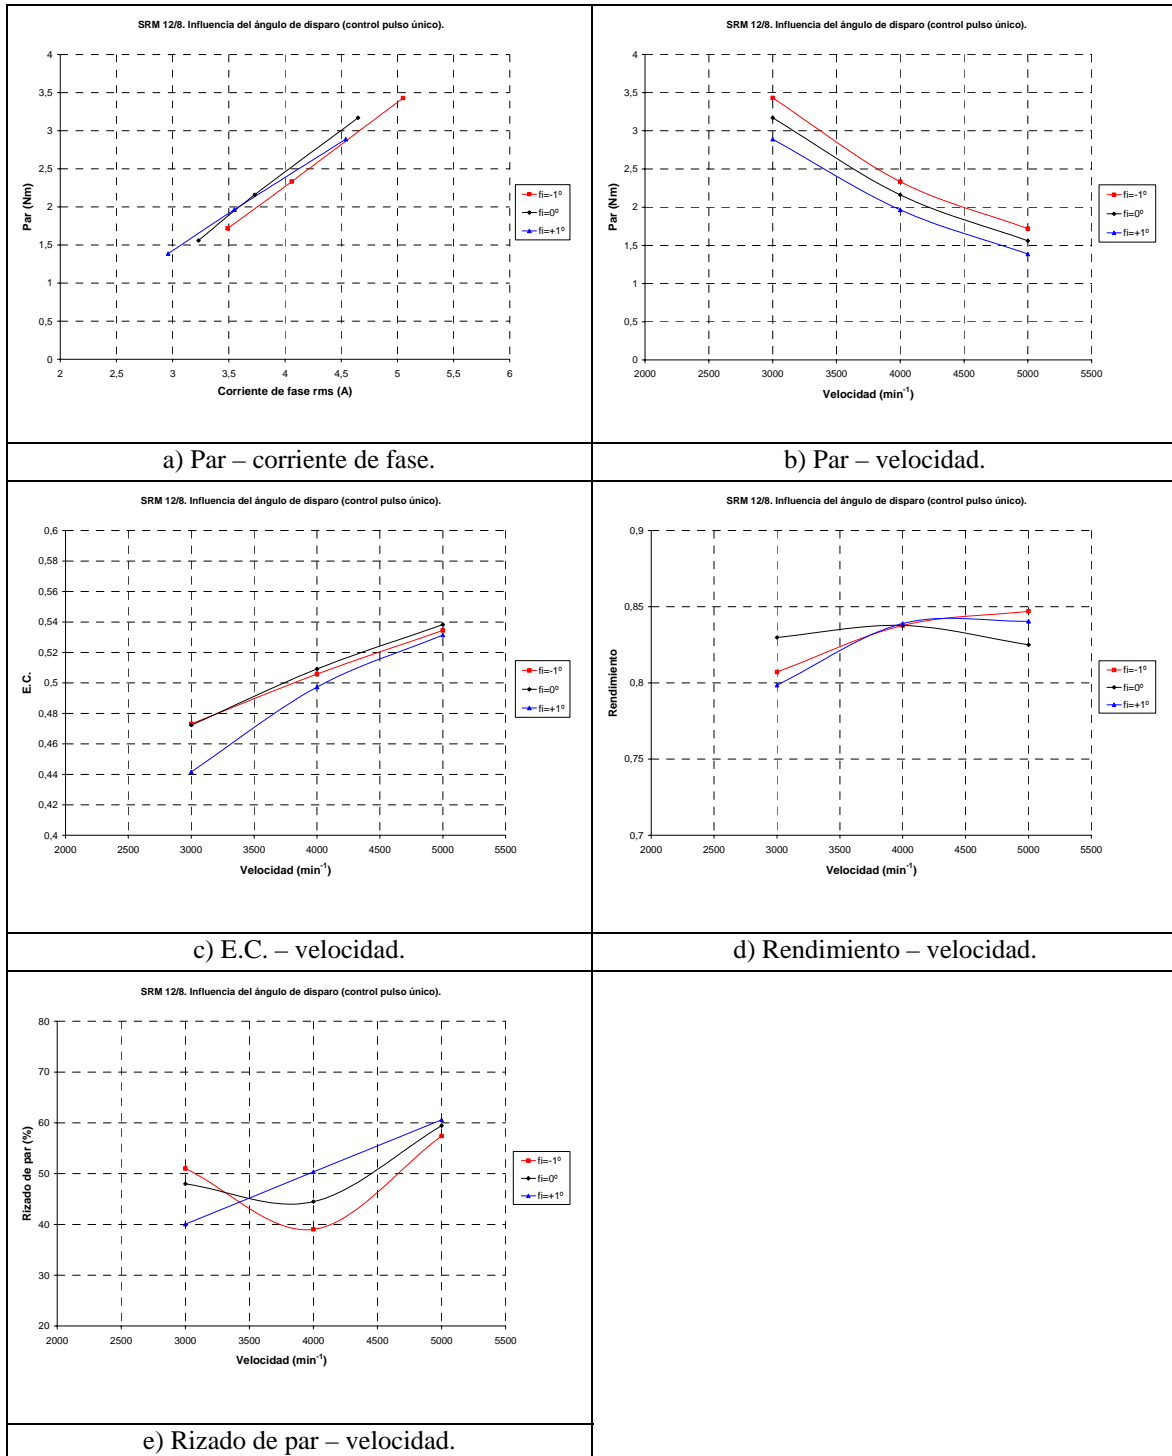 SRM 12/8. Influencia del ángulo de disparo (control pulso único).
4
3,5
3
2,5
2
1,5
1
0,5
0
Par (Nm)
2 2,5 3 3,5 4 4,5 5 5,5 6
Corriente de fase rms (A)
fi=-1º
fi=0º
fi=+1º
a) Par – corriente de fase.
SRM 12/8. Influencia del ángulo de disparo (control pulso único).
4
3,5
3
2,5
2
1,5
1
0,5
0
Par (Nm)
2000 2500 3000 3500 4000 4500 5000 5500
Velocidad (min⁻¹)
fi=-1º
fi=0º
fi=+1º
b) Par – velocidad.
SRM 12/8. Influencia del ángulo de disparo (control pulso único).
0,6
0,58
0,56
0,54
0,52
0,5
0,48
0,46
0,44
0,42
0,4
E.C.
2000 2500 3000 3500 4000 4500 5000 5500
Velocidad (min⁻¹)
fi=-1º
fi=0º
fi=+1º
c) E.C. – velocidad.
SRM 12/8. Influencia del ángulo de disparo (control pulso único).
0,9
0,85
0,8
0,75
0,7
Rendimiento
2000 2500 3000 3500 4000 4500 5000 5500
Velocidad (min⁻¹)
fi=-1º
fi=0º
fi=+1º
d) Rendimiento – velocidad.
SRM 12/8. Influencia del ángulo de disparo (control pulso único).
80
70
60
50
40
30
20
Rizado de par (%)
2000 2500 3000 3500 4000 4500 5000 5500
Velocidad (min⁻¹)
fi=-1º
fi=0º
fi=+1º
e) Rizado de par – velocidad.